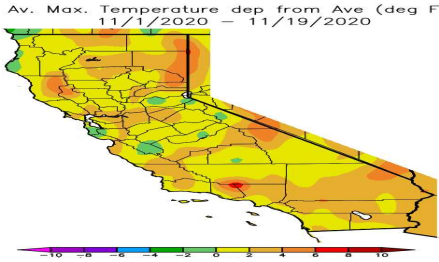 Av. Max. Temperature dep from Ave (deg F
11/1/2020 – 11/19/2020
-10 -8 -6 -4 -2 0 2 4 6 8 10